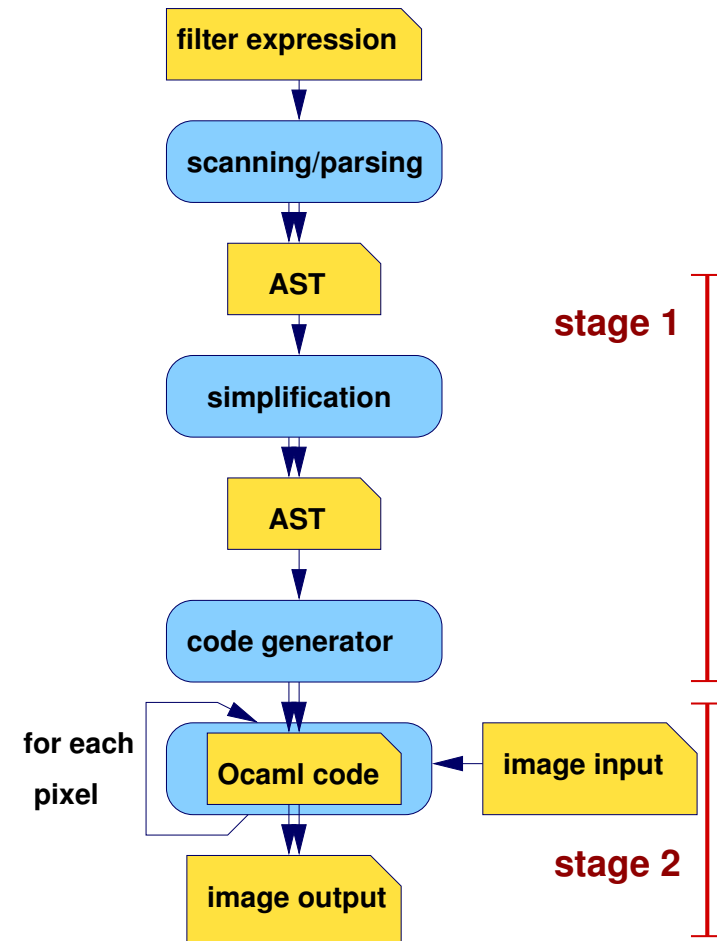 filter expression
scanning/parsing
AST
stage 1
simplification
AST
code generator
for each
pixel
Ocaml code
image input
stage 2
image output